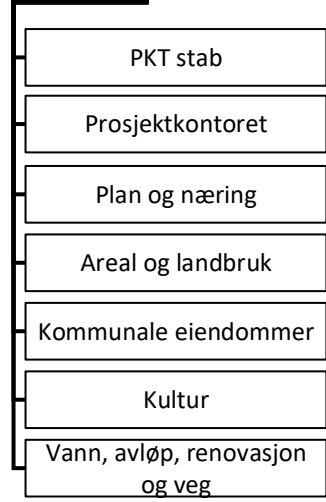 PKT stab
Prosjektkontoret
Plan og næring
Areal og landbruk
Kommunale eiendommer
Kultur
Vann, avløp, renovasjon
og veg